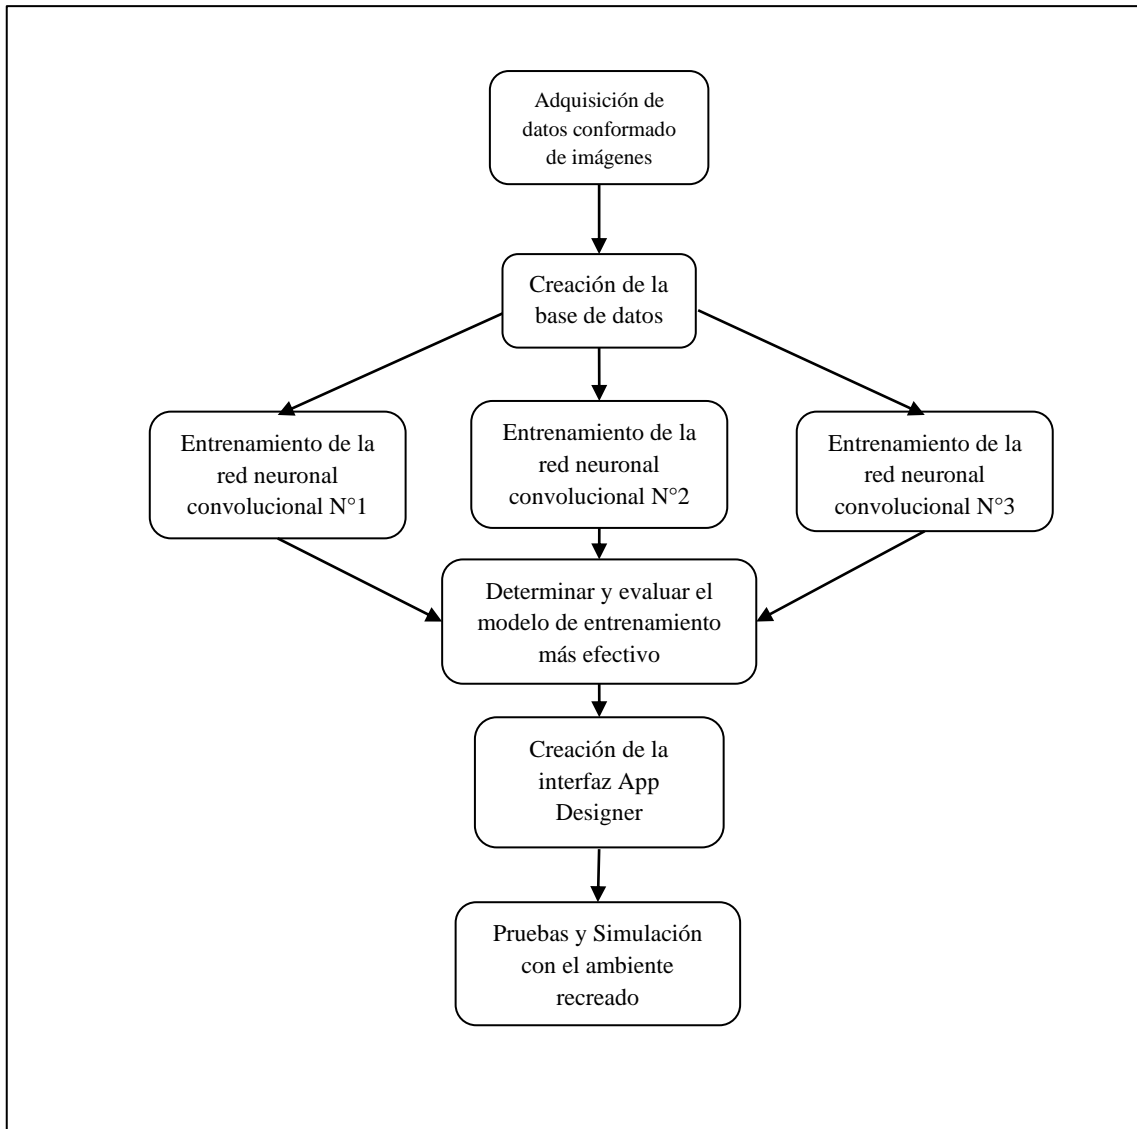 Adquisición de
datos conformado
de imágenes
Creación de la
base de datos
Entrenamiento de la
red neuronal
convolucional N°1
Entrenamiento de la
red neuronal
convolucional N°2
Entrenamiento de la
red neuronal
convolucional N°3
Determinar y evaluar el
modelo de entrenamiento
más efectivo
Creación de la
interfaz App
Designer
Pruebas y Simulación
con el ambiente
recreado